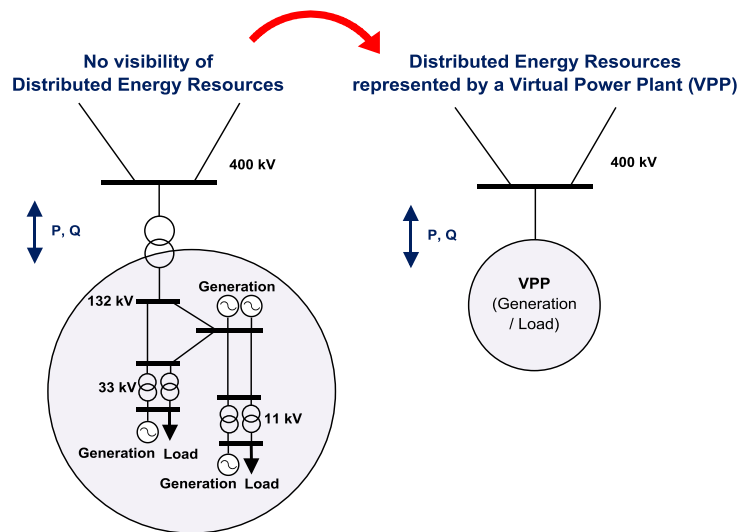 No visibility of
Distributed Energy Resources
400 kV
P, Q
132 kV
Generation
33 kV
11 kV
Generation
Load
Generation
Load
Distributed Energy Resources
represented by a Virtual Power Plant (VPP)
400 kV
P, Q
VPP
(Generation
/ Load)